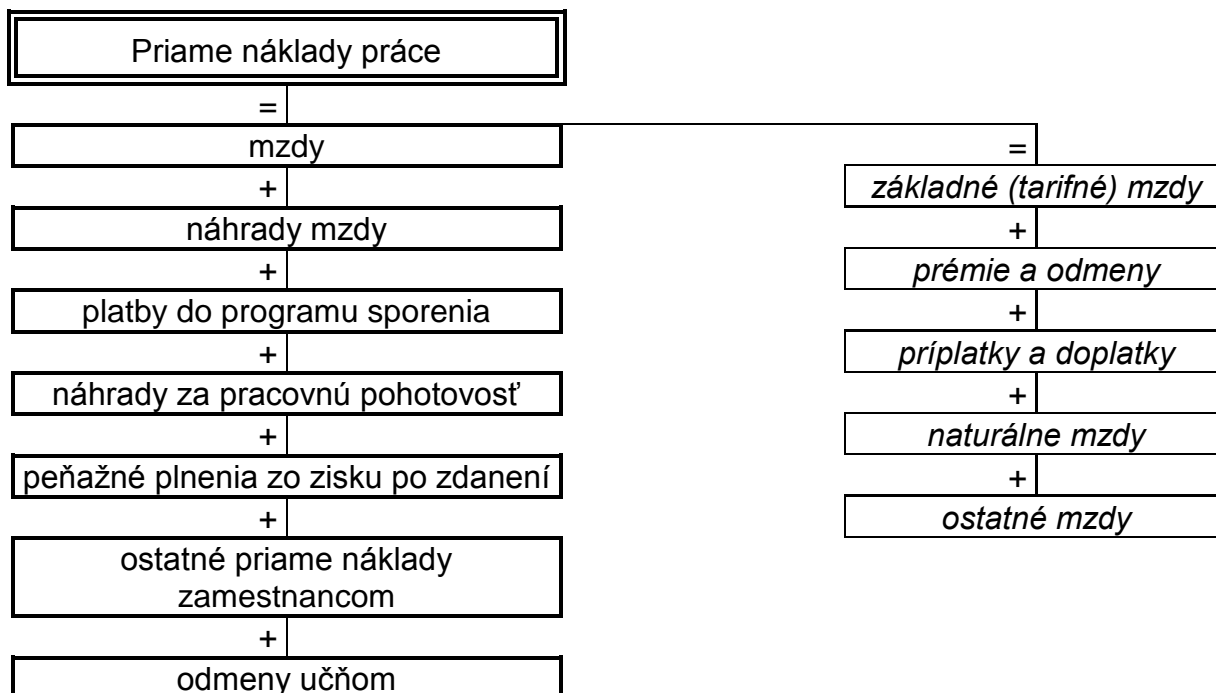 Priame náklady práce
=
mzdy
+
náhrady mzdy
+
platby do programu sporenia
+
náhrady za pracovnú pohotovosť
+
peňažné plnenia zo zisku po zdanení
+
ostatné priame náklady
zamestnancom
+
odmeny učňom
=
základné (tarifné) mzdy
+
prémie a odmeny
+
príplatky a doplatky
+
naturálne mzdy
+
ostatné mzdy